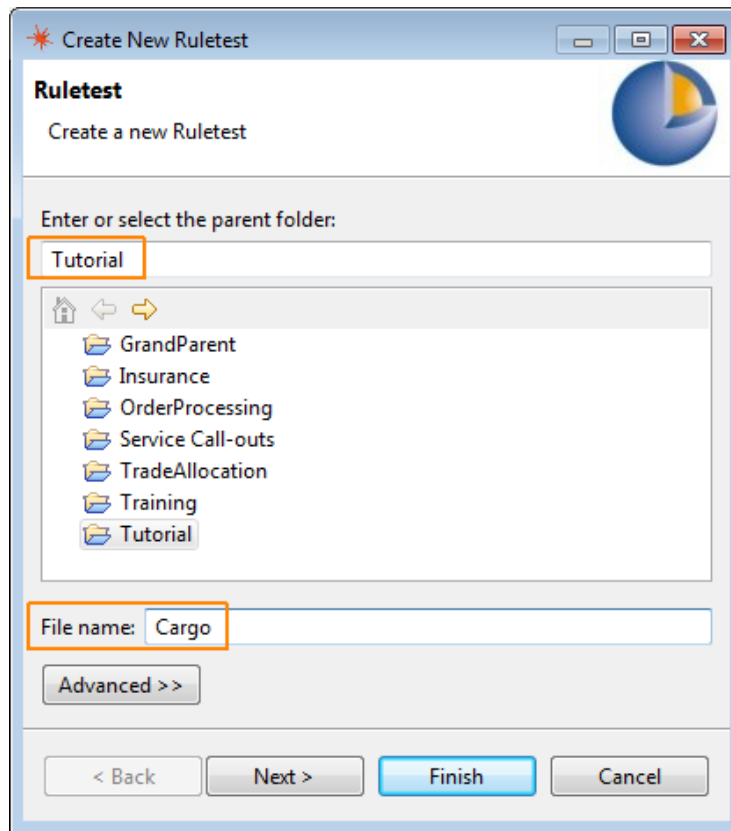 Create New Ruletest
Ruletest
Create a new Ruletest
Enter or select the parent folder:
Tutorial
GrandParent
Insurance
OrderProcessing
Service Call-outs
TradeAllocation
Training
Tutorial
File name: Cargo
Advanced >>
< Back Next > Finish Cancel